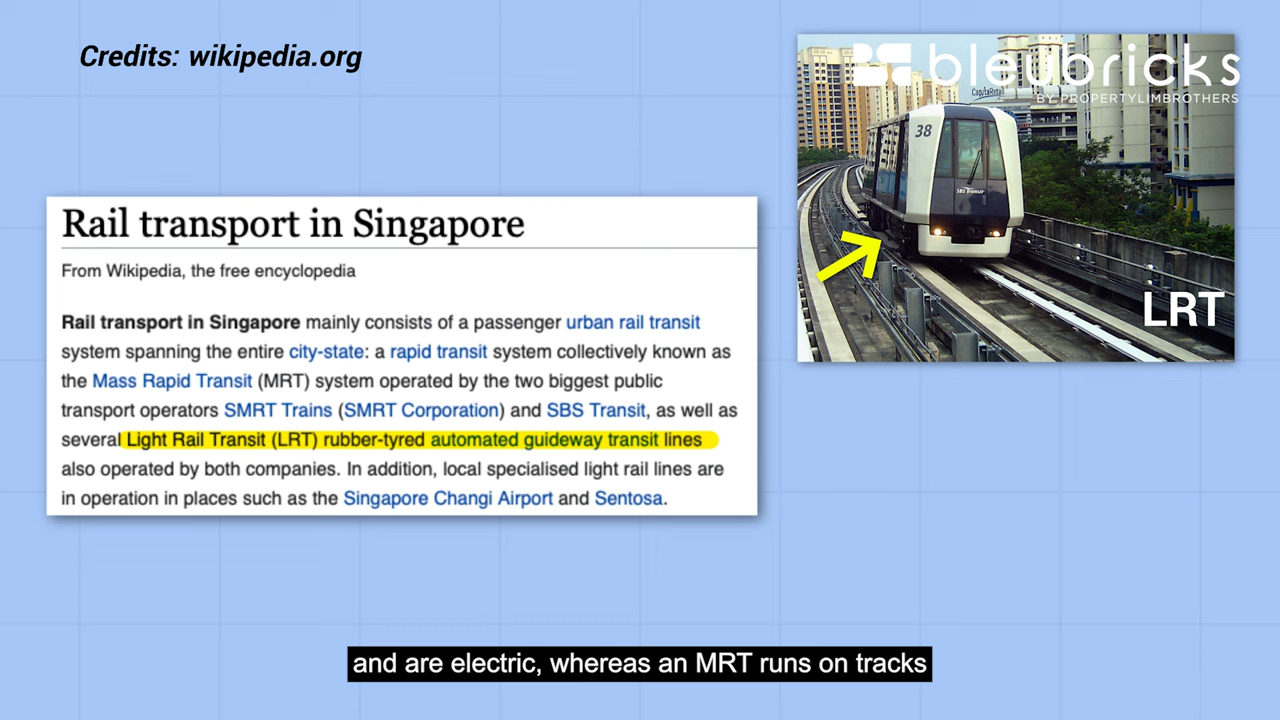 Credits: wikipedia.org
bleubricks
BY PROPERTYLIMBROTHERS
38
CapitaRetail
SBS Transit
LRT
Rail transport in Singapore
From Wikipedia, the free encyclopedia
Rail transport in Singapore mainly consists of a passenger urban rail transit
system spanning the entire city-state: a rapid transit system collectively known as
the Mass Rapid Transit (MRT) system operated by the two biggest public
transport operators SMRT Trains (SMRT Corporation) and SBS Transit, as well as
several Light Rail Transit (LRT) rubber-tyred automated guideway transit lines
also operated by both companies. In addition, local specialised light rail lines are
in operation in places such as the Singapore Changi Airport and Sentosa.
and are electric, whereas an MRT runs on tracks